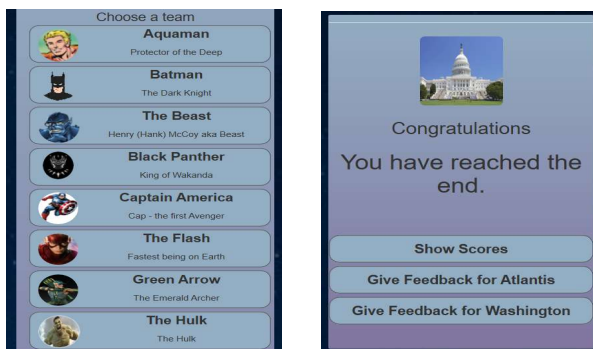 Choose a team
Aquaman
Protector of the Deep
Batman
The Dark Knight
The Beast
Henry (Hank) McCoy aka Beast
Black Panther
King of Wakanda
Captain America
Cap - the first Avenger
The Flash
Fastest being on Earth
Green Arrow
The Emerald Archer
The Hulk
The Hulk
Congratulations
You have reached the
end.
Show Scores
Give Feedback for Atlantis
Give Feedback for Washington